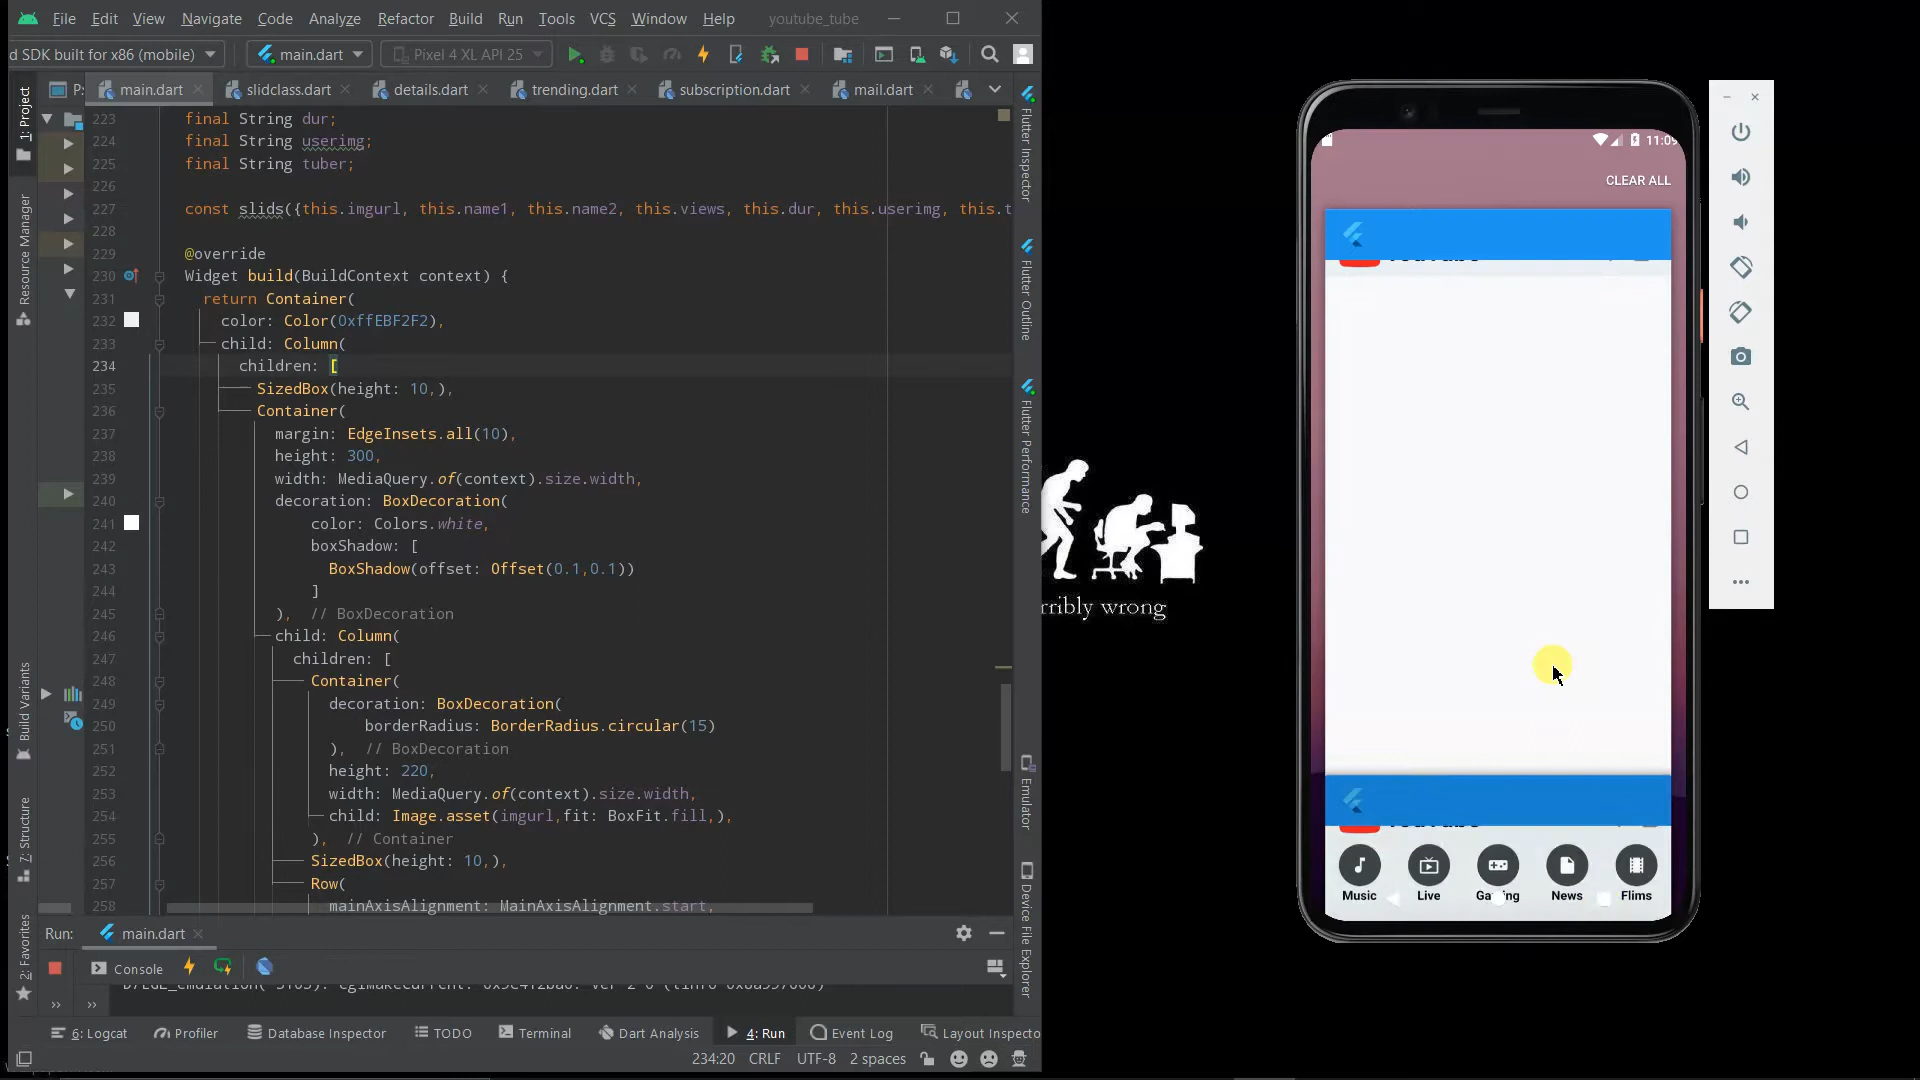 File Edit View Navigate Code Analyze Refactor Build Run Tools VCS Window Help youtube_tube
d SDK built for x86 (mobile) main.dart Pixel 4 XL API 25
main.dart slidclass.dart details.dart trending.dart subscription.dart mail.dart
1: Project
Resource Manager
Build Variants
7: Structure
2: Favorites
223 final String dur;
224 final String userimg;
225 final String tuber;
226
227 const slids({this.imgurl, this.name1, this.name2, this.views, this.dur, this.userimg, this.t
228
229 @override
230 Widget build(BuildContext context) {
231 return Container(
232 color: Color(0xffEBF2F2),
233 child: Column(
234 children: [
235 SizedBox(height: 10,),
236 Container(
237 margin: EdgeInsets.all(10),
238 height: 300,
239 width: MediaQuery.of(context).size.width,
240 decoration: BoxDecoration(
241 color: Colors.white,
242 boxShadow: [
243 BoxShadow(offset: Offset(0.1,0.1))
244 ]
245 ), // BoxDecoration
246 child: Column(
247 children: [
248 Container(
249 decoration: BoxDecoration(
250 borderRadius: BorderRadius.circular(15)
251 ), // BoxDecoration
252 height: 220,
253 width: MediaQuery.of(context).size.width,
254 child: Image.asset(imgurl,fit: BoxFit.fill,),
255 ), // Container
256 SizedBox(height: 10,),
257 Row(
258 mainAxisAlignment: MainAxisAlignment.start,
Flutter Inspector
Flutter Outline
Flutter Performance
Emulator
Device File Explorer
Run: main.dart
Console
6: Logcat Profiler Database Inspector TODO Terminal Dart Analysis 4: Run Event Log Layout Inspecto
234:20 CRLF UTF-8 2 spaces
rribly wrong
11:09
CLEAR ALL
Music Live Gaming News Flims